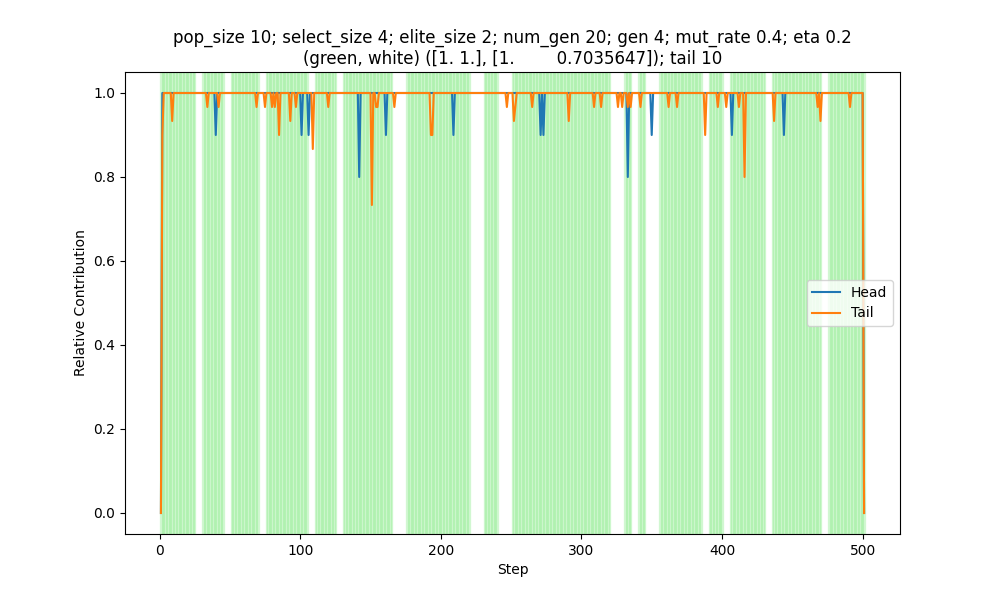 pop_size 10; select_size 4; elite_size 2; num_gen 20; gen 4; mut_rate 0.4; eta 0.2
(green, white) ([1. 1.], [1.        0.7035647]); tail 10
1.0
0.8
0.6
0.4
0.2
0.0
Relative Contribution
Head
Tail
0
100
200
300
400
500
Step